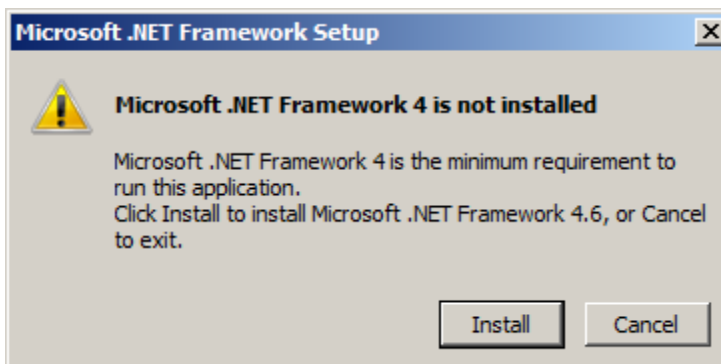 Microsoft .NET Framework Setup
Microsoft .NET Framework 4 is not installed
Microsoft .NET Framework 4 is the minimum requirement to
run this application.
Click Install to install Microsoft .NET Framework 4.6, or Cancel
to exit.
Install
Cancel